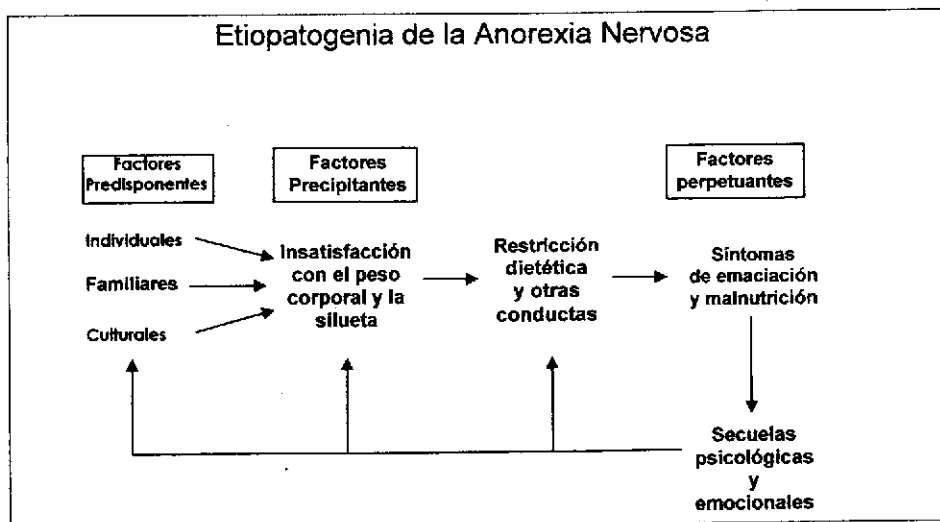 Etiopatogenia de la Anorexia Nervosa
Factores
Predisponentes
Factores
Precipitantes
Factores
perpetuantes
Individuales
Familiares
Culturales
Insatisfacción
con el peso
corporal y la
silueta
Restricción
dietética
y otras
conductas
Síntomas
de emaciación
y malnutrición
Secuelas
psicológicas
y
emocionales